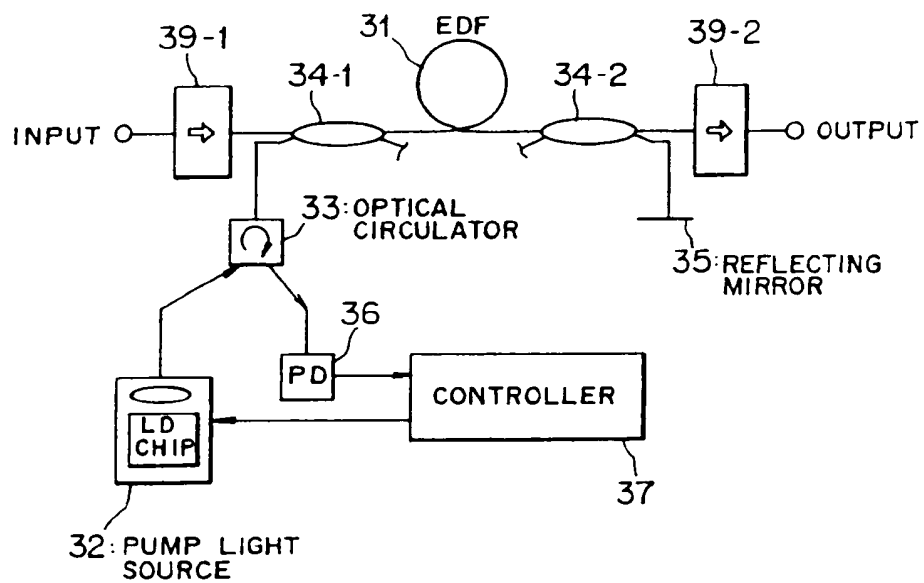 39-1
31
EDF
34-1
34-2
39-2
INPUT
OUTPUT
33:OPTICAL
CIRCULATOR
35:REFLECTING
MIRROR
36
PD
CONTROLLER
LD
CHIP
37
32:PUMP LIGHT
SOURCE